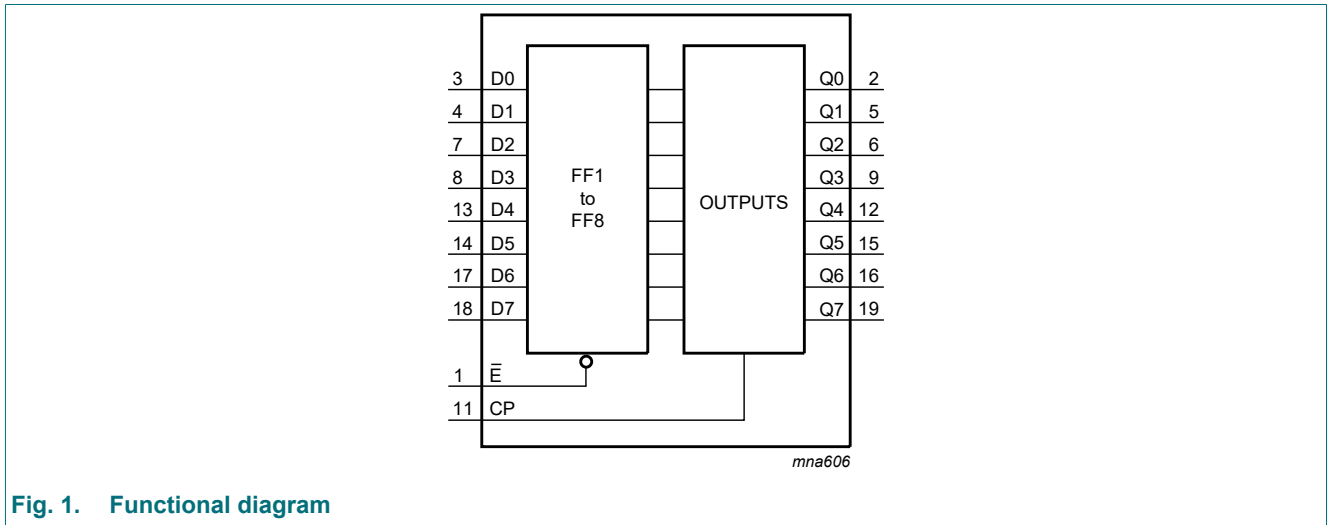 3 D0 Q0 2
4 D1 Q1 5
7 D2 Q2 6
8 D3 FF1 Q3 9
to OUTPUTS
13 D4 FF8 Q4 12
14 D5 Q5 15
17 D6 Q6 16
18 D7 Q7 19
1 E̅
11 CP
mna606
Fig. 1. Functional diagram